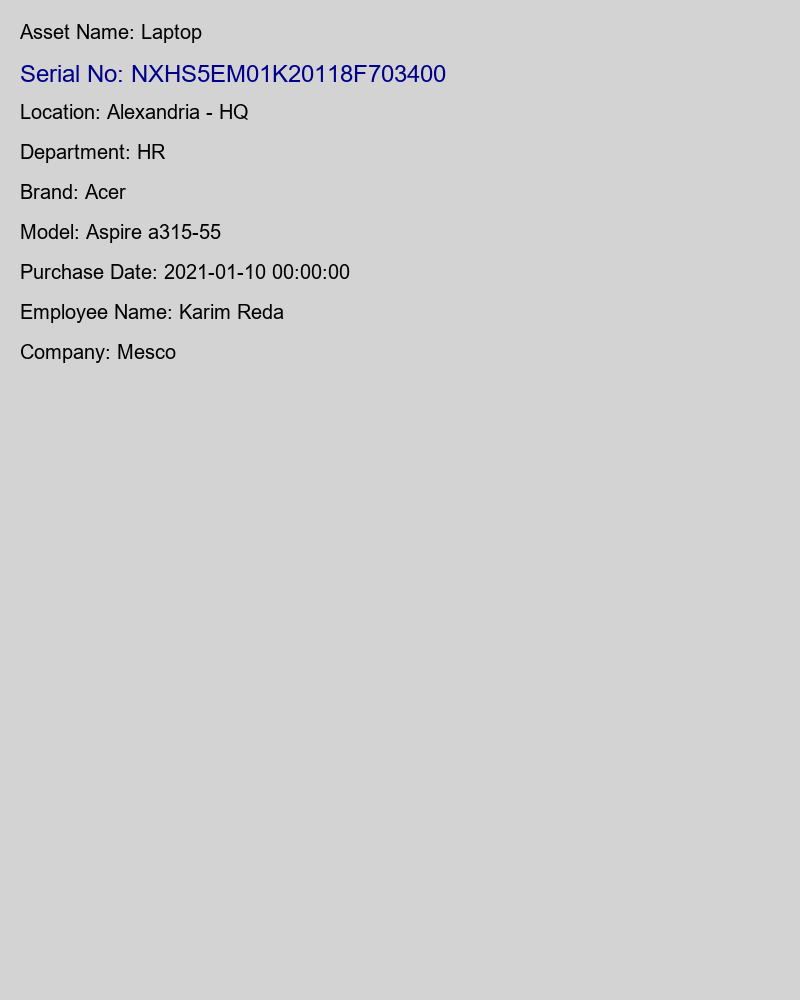 Asset Name: Laptop
Serial No: NXHS5EM01K20118F703400
Location: Alexandria - HQ
Department: HR
Brand: Acer
Model: Aspire a315-55
Purchase Date: 2021-01-10 00:00:00
Employee Name: Karim Reda
Company: Mesco